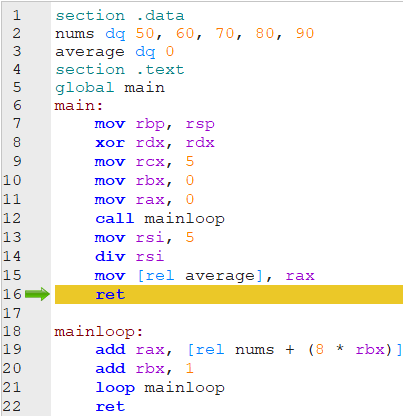 1 section .data
2 nums dq 50, 60, 70, 80, 90
3 average dq 0
4 section .text
5 global main
6 main:
7     mov rbp, rsp
8     xor rdx, rdx
9     mov rcx, 5
10     mov rbx, 0
11     mov rax, 0
12     call mainloop
13     mov rsi, 5
14     div rsi
15     mov [rel average], rax
16     ret
17
18 mainloop:
19     add rax, [rel nums + (8 * rbx)]
20     add rbx, 1
21     loop mainloop
22     ret